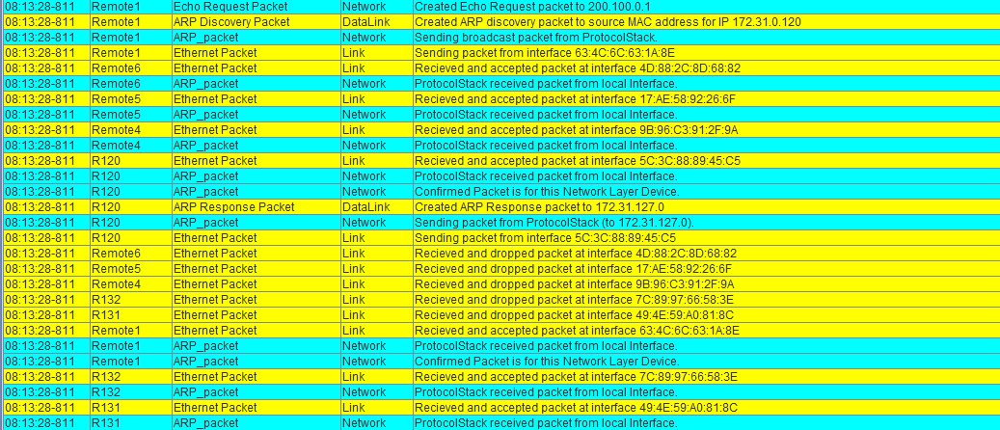 08:13:28-811 Remote1 Echo Request Packet Network Created Echo Request packet to 200.100.0.1
08:13:28-811 Remote1 ARP Discovery Packet DataLink Created ARP discovery packet to source MAC address for IP 172.31.0.120
08:13:28-811 Remote1 ARP_packet Network Sending broadcast packet from ProtocolStack.
08:13:28-811 Remote1 Ethernet Packet Link Sending packet from interface 63:4C:6C:63:1A:8E
08:13:28-811 Remote6 Ethernet Packet Link Recieved and accepted packet at interface 4D:88:2C:8D:68:82
08:13:28-811 Remote6 ARP_packet Network ProtocolStack received packet from local Interface.
08:13:28-811 Remote5 Ethernet Packet Link Recieved and accepted packet at interface 17:AE:58:92:26:6F
08:13:28-811 Remote5 ARP_packet Network ProtocolStack received packet from local Interface.
08:13:28-811 Remote4 Ethernet Packet Link Recieved and accepted packet at interface 9B:96:C3:91:2F:9A
08:13:28-811 Remote4 ARP_packet Network ProtocolStack received packet from local Interface.
08:13:28-811 R120 Ethernet Packet Link Recieved and accepted packet at interface 5C:3C:88:89:45:C5
08:13:28-811 R120 ARP_packet Network ProtocolStack received packet from local Interface.
08:13:28-811 R120 ARP_packet Network Confirmed Packet is for this Network Layer Device.
08:13:28-811 R120 ARP Response Packet DataLink Created ARP Response packet to 172.31.127.0
08:13:28-811 R120 ARP_packet Network Sending packet from ProtocolStack (to 172.31.127.0).
08:13:28-811 R120 Ethernet Packet Link Sending packet from interface 5C:3C:88:89:45:C5
08:13:28-811 Remote6 Ethernet Packet Link Recieved and dropped packet at interface 4D:88:2C:8D:68:82
08:13:28-811 Remote5 Ethernet Packet Link Recieved and dropped packet at interface 17:AE:58:92:26:6F
08:13:28-811 Remote4 Ethernet Packet Link Recieved and dropped packet at interface 9B:96:C3:91:2F:9A
08:13:28-811 R132 Ethernet Packet Link Recieved and dropped packet at interface 7C:89:97:66:58:3E
08:13:28-811 R131 Ethernet Packet Link Recieved and dropped packet at interface 49:4E:59:A0:81:8C
08:13:28-811 Remote1 Ethernet Packet Link Recieved and accepted packet at interface 63:4C:6C:63:1A:8E
08:13:28-811 Remote1 ARP_packet Network ProtocolStack received packet from local Interface.
08:13:28-811 Remote1 ARP_packet Network Confirmed Packet is for this Network Layer Device.
08:13:28-811 R132 Ethernet Packet Link Recieved and accepted packet at interface 7C:89:97:66:58:3E
08:13:28-811 R132 ARP_packet Network ProtocolStack received packet from local Interface.
08:13:28-811 R131 Ethernet Packet Link Recieved and accepted packet at interface 49:4E:59:A0:81:8C
08:13:28-811 R131 ARP_packet Network ProtocolStack received packet from local Interface.